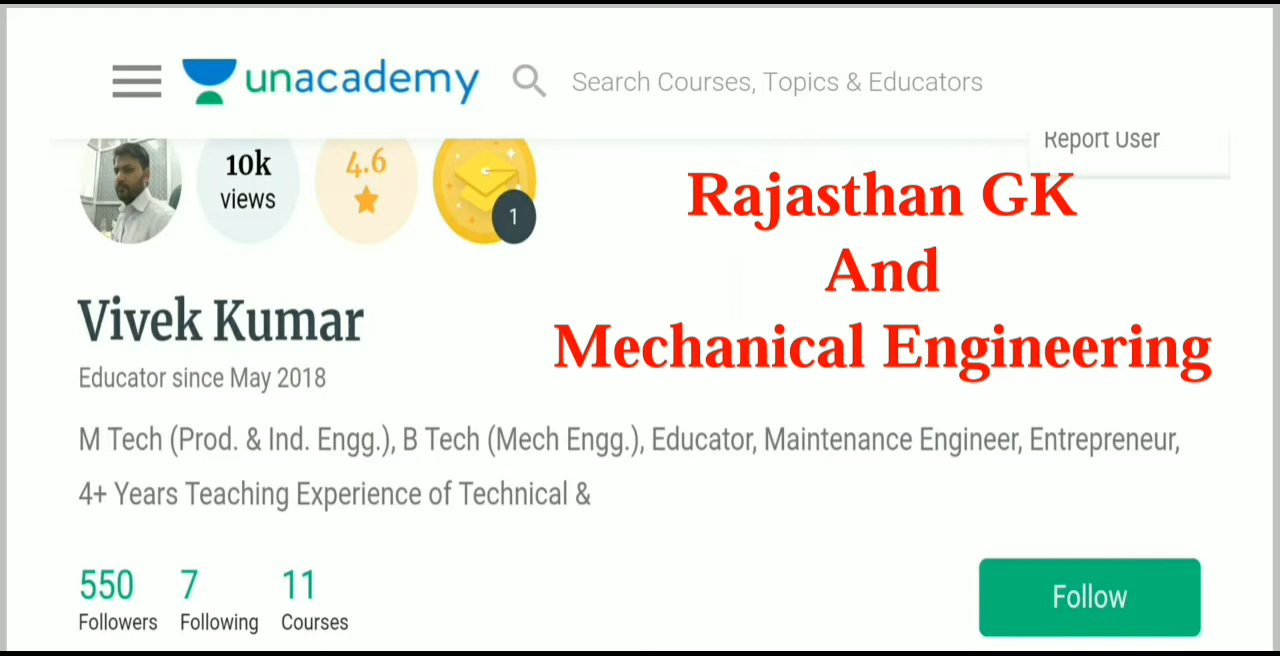 unacademy
Search Courses, Topics & Educators
Report User
10k
views
4.6
1
Rajasthan GK
And
Mechanical Engineering
Vivek Kumar
Educator since May 2018
M Tech (Prod. & Ind. Engg.), B Tech (Mech Engg.), Educator, Maintenance Engineer, Entrepreneur,
4+ Years Teaching Experience of Technical &
550 7 11
Followers Following Courses
Follow